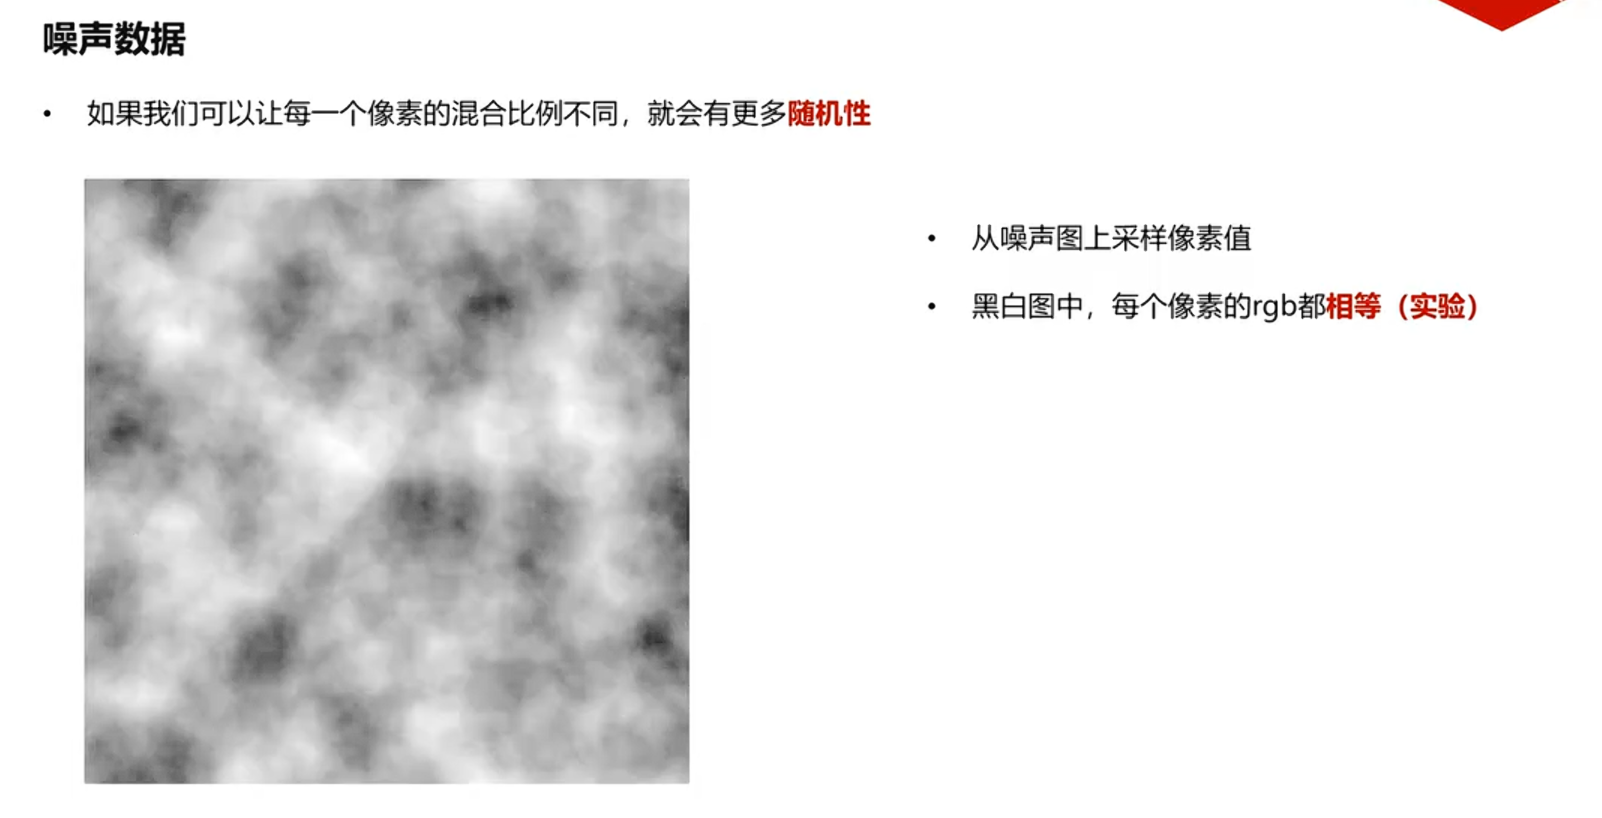 噪声数据
• 如果我们可以让每一个像素的混合比例不同，就会有更多随机性
• 从噪声图上采样像素值
• 黑白图中，每个像素的rgb都相等（实验）